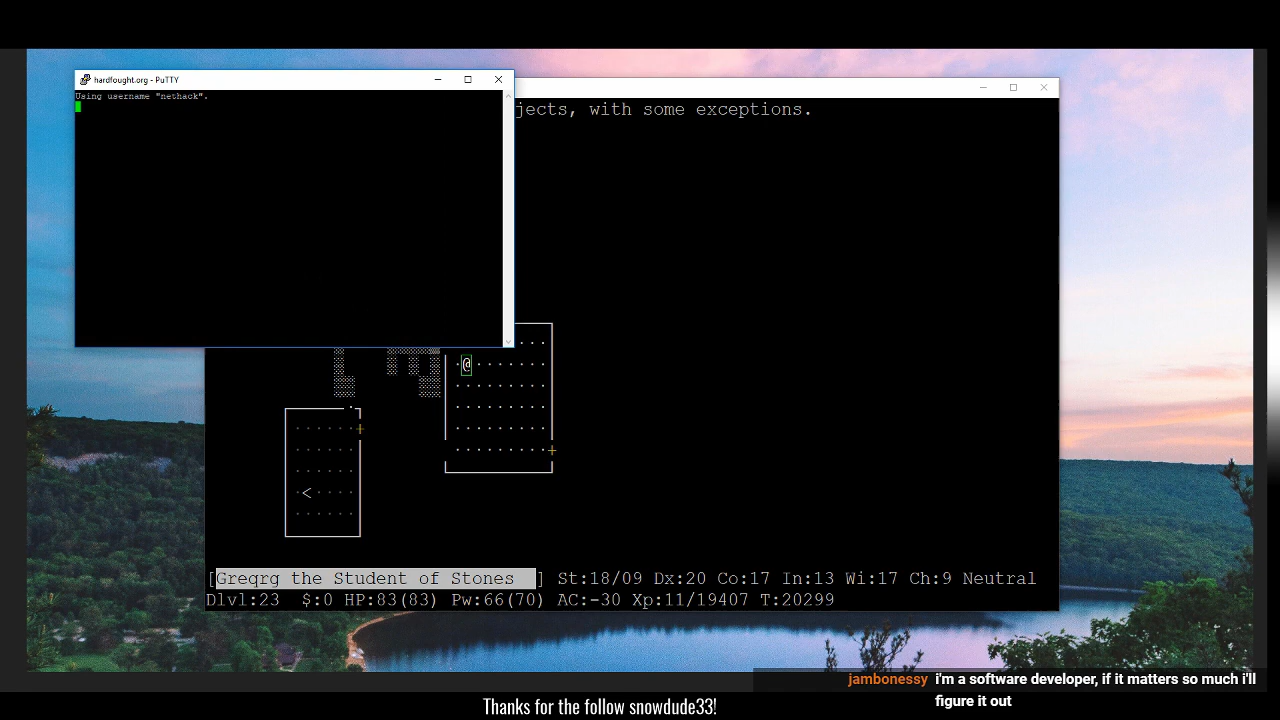 hardfought.org - PuTTY
Using username "nethack".
jects, with some exceptions.
@
+
+
<
[Greqrg the Student of Stones ] St:18/09 Dx:20 Co:17 In:13 Wi:17 Ch:9 Neutral
Dlvl:23 $:0 HP:83(83) Pw:66(70) AC:-30 Xp:11/19407 T:20299
jambonessy i'm a software developer, if it matters so much i'll
figure it out
Thanks for the follow snowdude33!